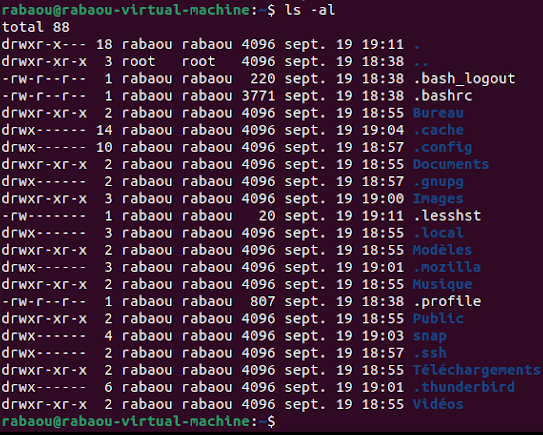 rabaou@rabaou-virtual-machine:~$ ls -al
total 88
drwxr-x--- 18 rabaou rabaou 4096 sept. 19 19:11 .
drwxr-xr-x  3 root   root   4096 sept. 19 18:38 ..
-rw-r--r--  1 rabaou rabaou  220 sept. 19 18:38 .bash_logout
-rw-r--r--  1 rabaou rabaou 3771 sept. 19 18:38 .bashrc
drwxr-xr-x  2 rabaou rabaou 4096 sept. 19 18:55 Bureau
drwx------ 14 rabaou rabaou 4096 sept. 19 19:04 .cache
drwx------ 10 rabaou rabaou 4096 sept. 19 18:57 .config
drwxr-xr-x  2 rabaou rabaou 4096 sept. 19 18:55 Documents
drwx------  2 rabaou rabaou 4096 sept. 19 18:57 .gnupg
drwxr-xr-x  3 rabaou rabaou 4096 sept. 19 19:00 Images
-rw-------  1 rabaou rabaou   20 sept. 19 19:11 .lesshst
drwx------  3 rabaou rabaou 4096 sept. 19 18:55 .local
drwxr-xr-x  2 rabaou rabaou 4096 sept. 19 18:55 Modèles
drwx------  3 rabaou rabaou 4096 sept. 19 19:01 .mozilla
drwxr-xr-x  2 rabaou rabaou 4096 sept. 19 18:55 Musique
-rw-r--r--  1 rabaou rabaou  807 sept. 19 18:38 .profile
drwxr-xr-x  2 rabaou rabaou 4096 sept. 19 18:55 Public
drwx------  4 rabaou rabaou 4096 sept. 19 19:03 snap
drwx------  2 rabaou rabaou 4096 sept. 19 18:57 .ssh
drwxr-xr-x  2 rabaou rabaou 4096 sept. 19 18:55 Téléchargements
drwx------  6 rabaou rabaou 4096 sept. 19 19:01 .thunderbird
drwxr-xr-x  2 rabaou rabaou 4096 sept. 19 18:55 Vidéos
rabaou@rabaou-virtual-machine:~$